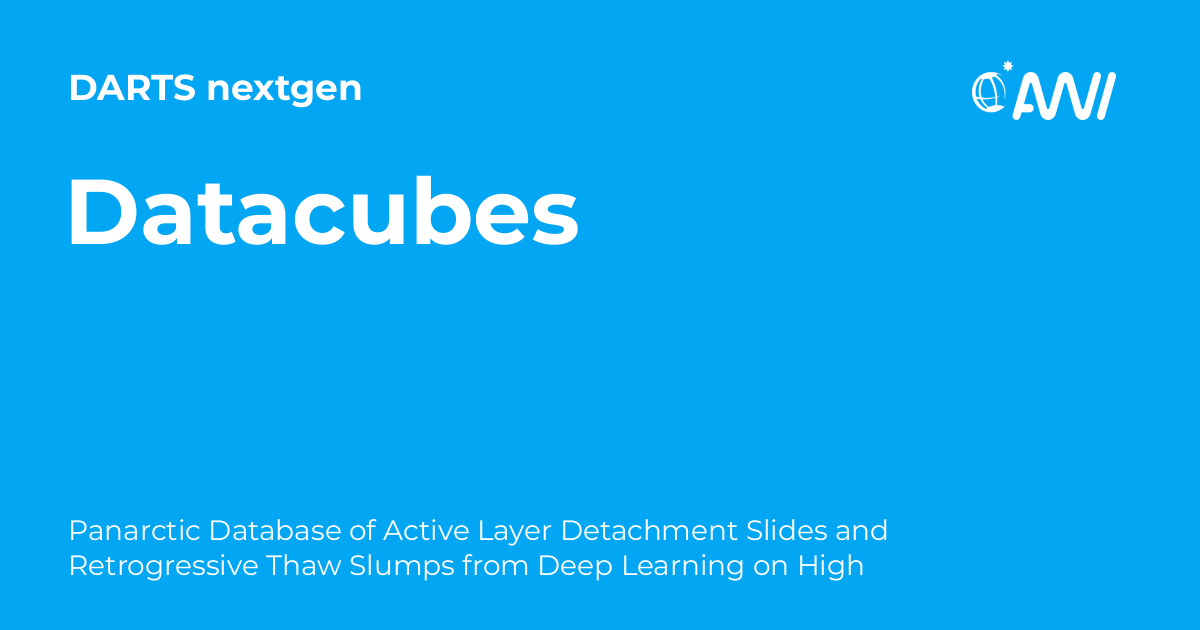 DARTS nextgen
AWI
Datacubes
Panarctic Database of Active Layer Detachment Slides and
Retrogressive Thaw Slumps from Deep Learning on High